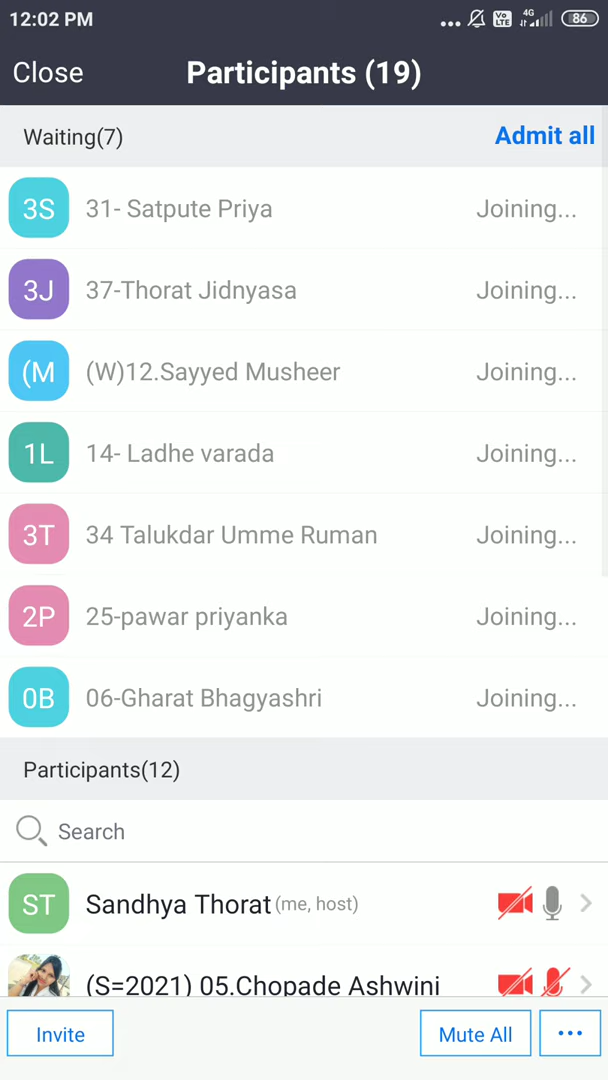 12:02 PM
Vo LTE
4G
86
Close
Participants (19)
Waiting(7)
Admit all
3S
31- Satpute Priya
Joining...
3J
37-Thorat Jidnyasa
Joining...
(M
(W)12.Sayyed Musheer
Joining...
1L
14- Ladhe varada
Joining...
3T
34 Talukdar Umme Ruman
Joining...
2P
25-pawar priyanka
Joining...
0B
06-Gharat Bhagyashri
Joining...
Participants(12)
Search
ST
Sandhya Thorat (me, host)
(S=2021) 05.Chopade Ashwini
Invite
Mute All
...